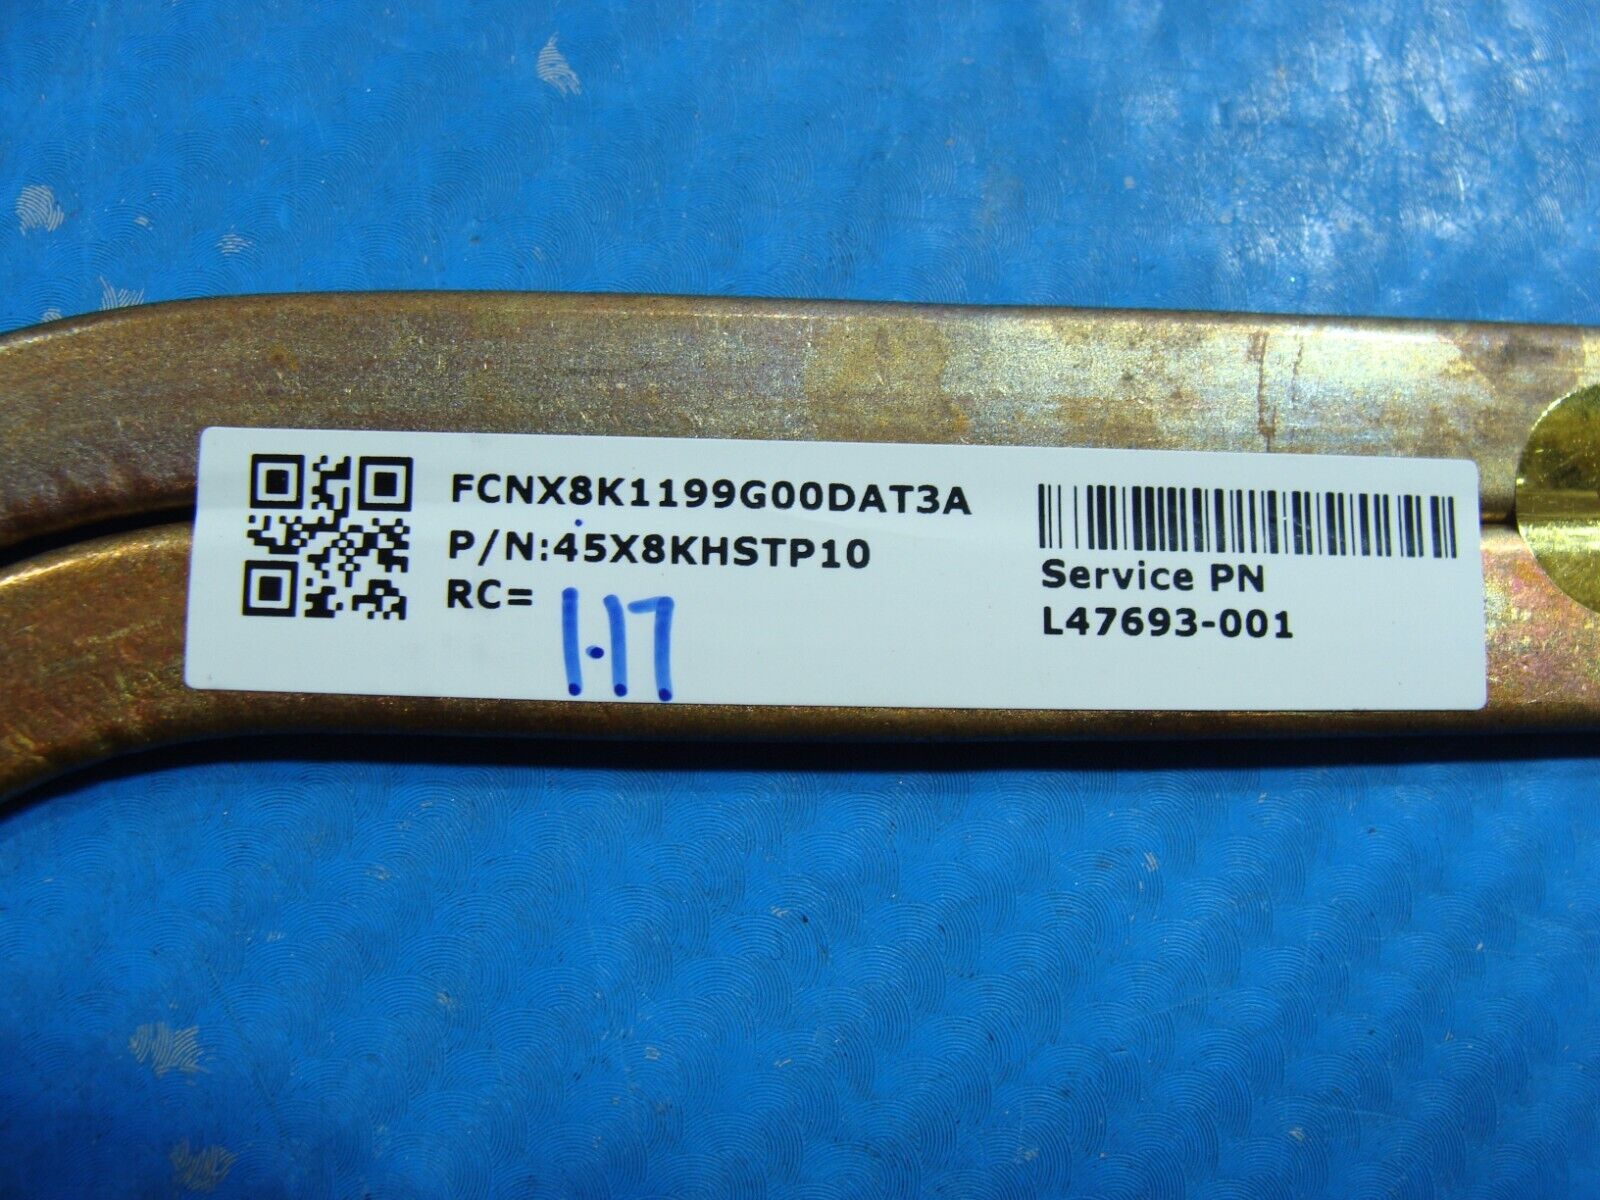 FCNX8K1199G00DAT3A
P/N:45X8KHSTP10
RC= 1.17
Service PN
L47693-001